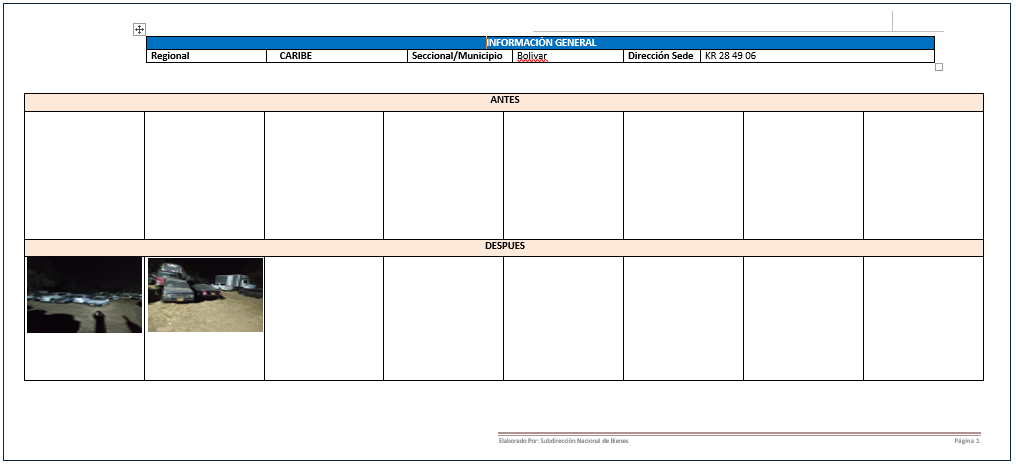 INFORMACIÓN GENERAL
Regional CARIBE Seccional/Municipio Bolivar Dirección Sede KR 28 49 06
ANTES
DESPUES
Elaborado Por: Subdirección Nacional de Bienes Página 1